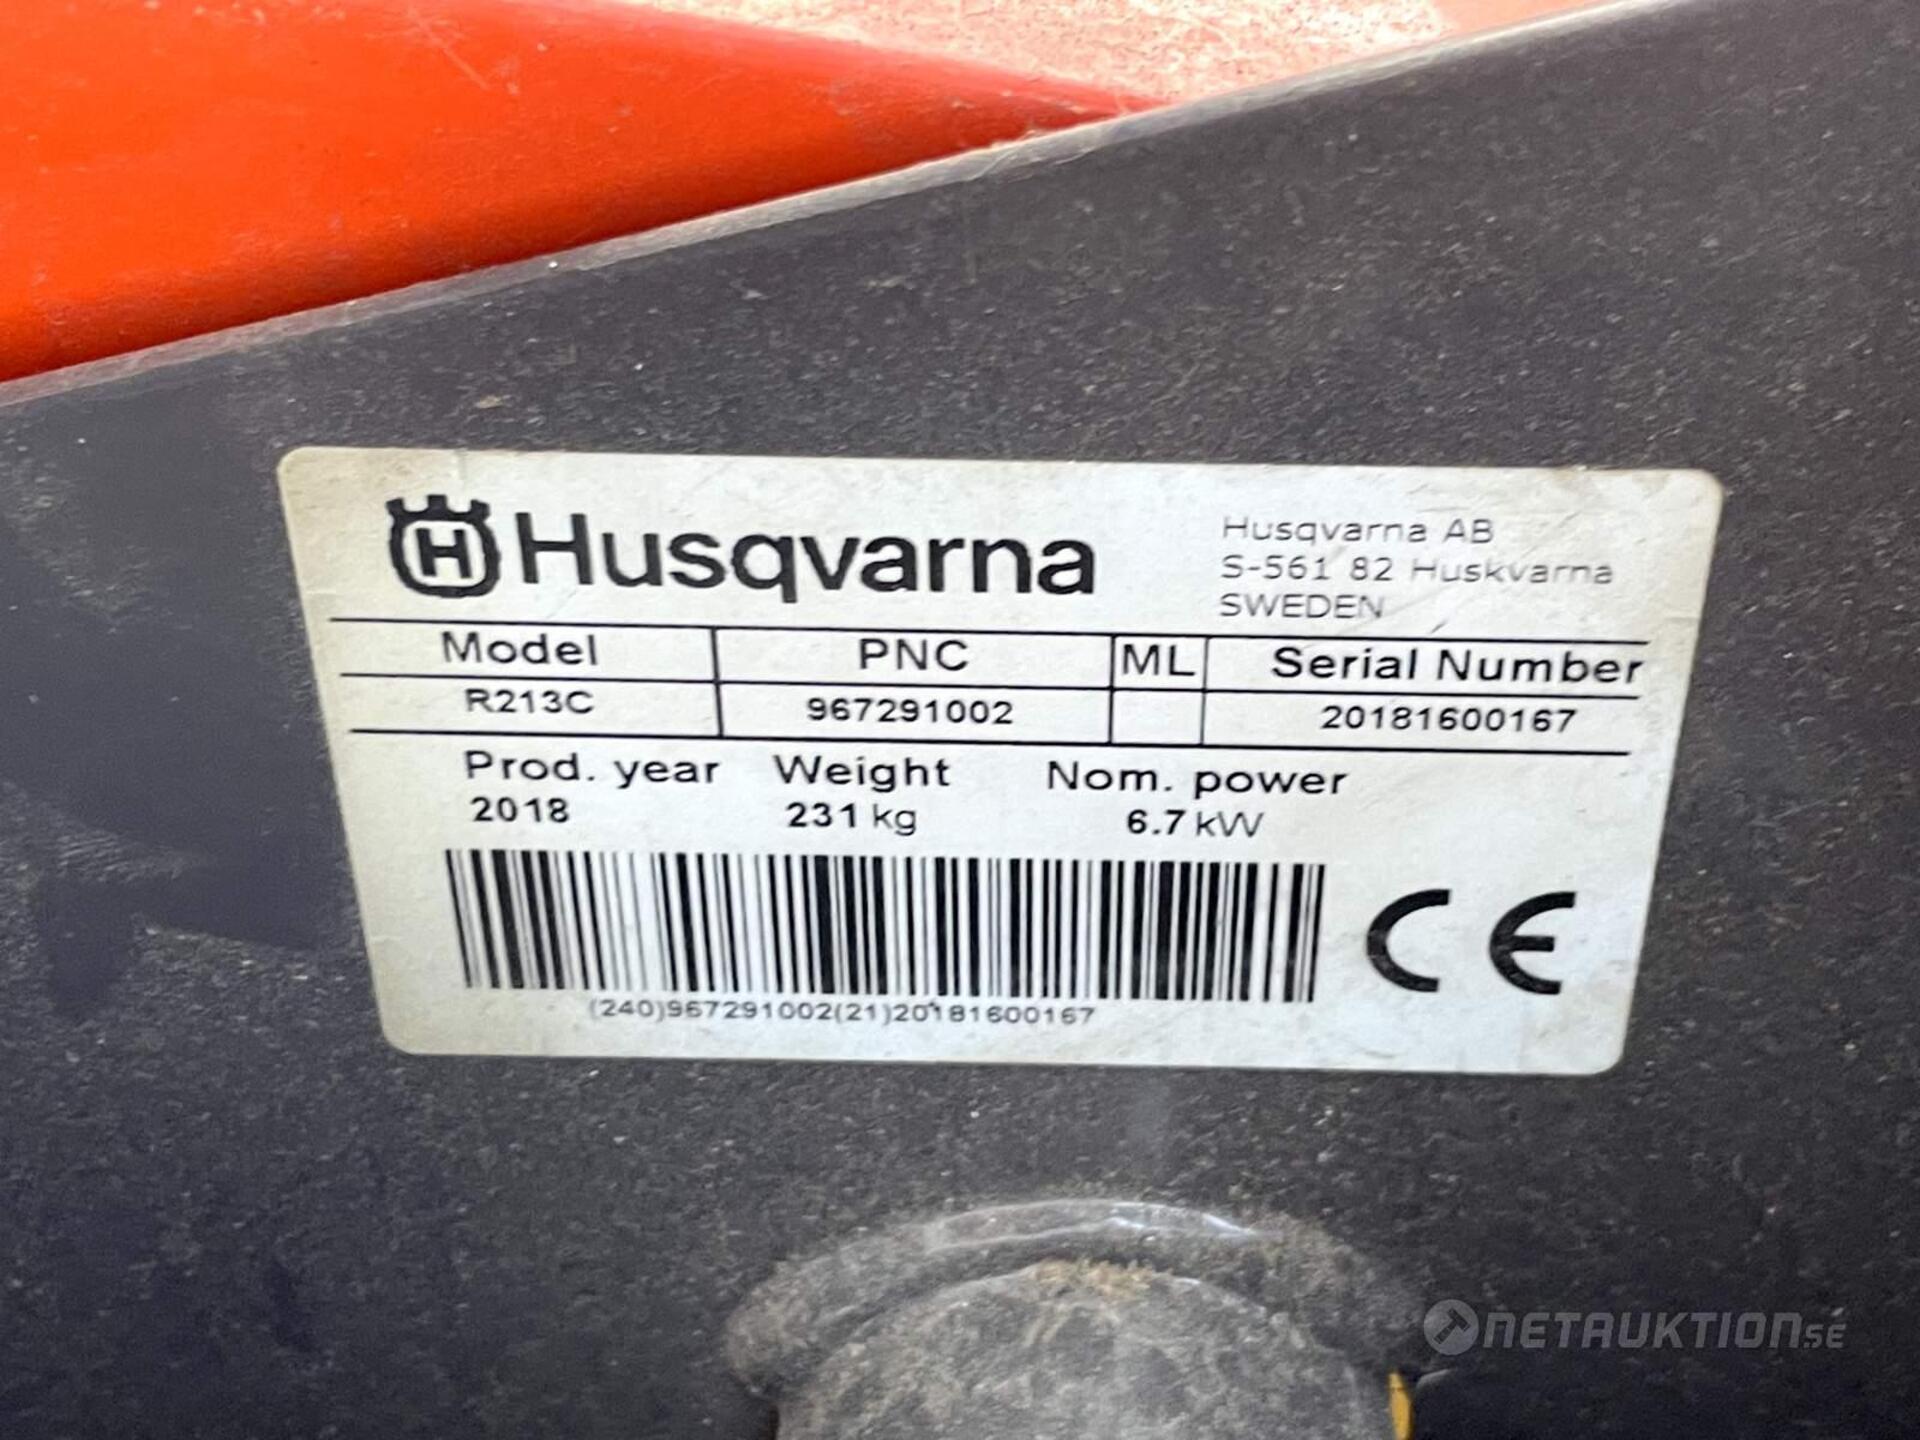 H Husqvarna
Husqvarna AB
S-561 82 Huskvarna
SWEDEN
Model PNC ML Serial Number
R213C 967291002 20181600167
Prod. year Weight Nom. power
2018 231 kg 6.7 kW
CE
(240)967291002(21)20181600167
NETAUKTION.SE